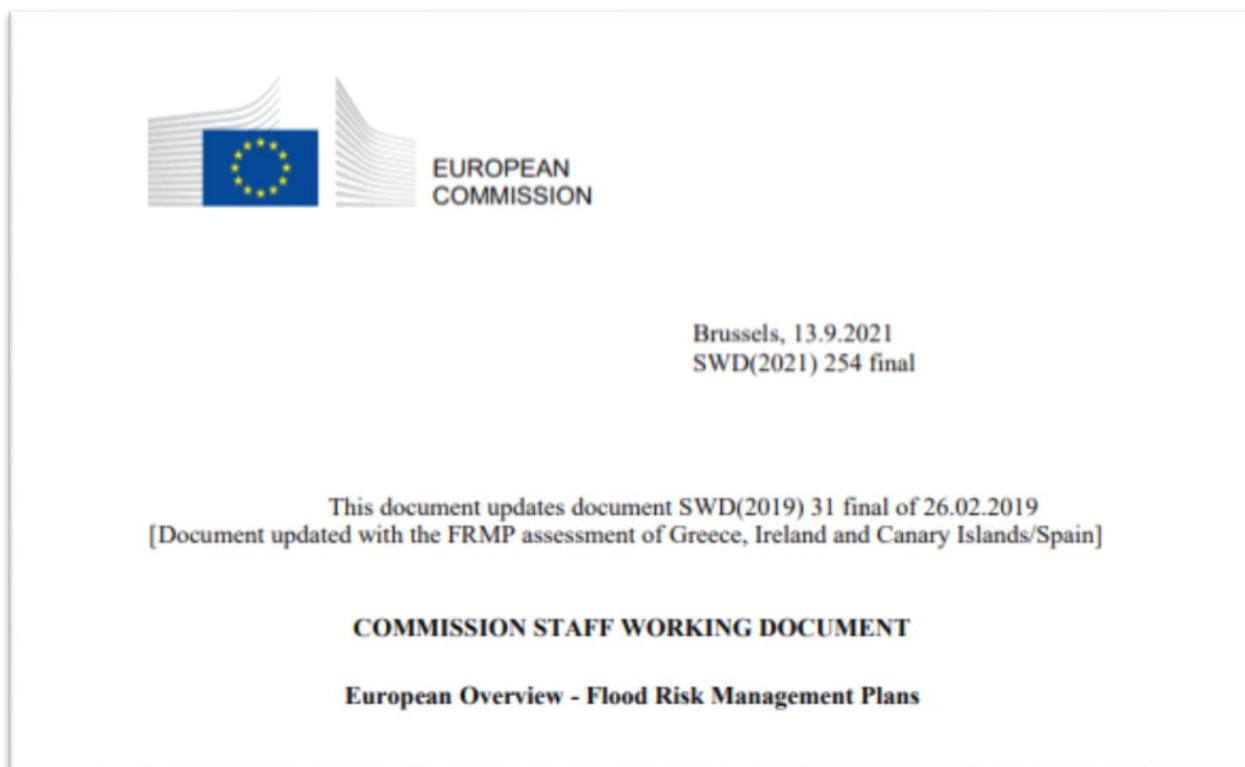 EUROPEAN
COMMISSION
Brussels, 13.9.2021
SWD(2021) 254 final
This document updates document SWD(2019) 31 final of 26.02.2019
[Document updated with the FRMP assessment of Greece, Ireland and Canary Islands/Spain]
COMMISSION STAFF WORKING DOCUMENT
European Overview - Flood Risk Management Plans